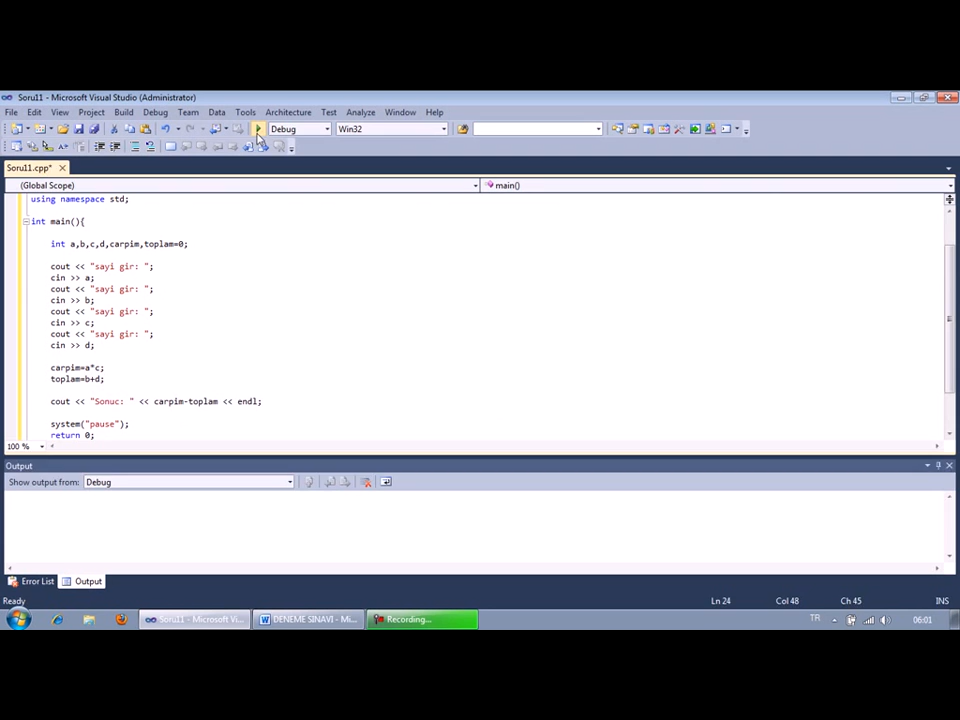 Soru11 - Microsoft Visual Studio (Administrator)
File Edit View Project Build Debug Team Data Tools Architecture Test Analyze Window Help
Debug Win32
Soru11.cpp*
(Global Scope) main()
using namespace std;
int main(){
int a,b,c,d,carpim,toplam=0;
cout << "sayi gir: ";
cin >> a;
cout << "sayi gir: ";
cin >> b;
cout << "sayi gir: ";
cin >> c;
cout << "sayi gir: ";
cin >> d;
carpim=a*c;
toplam=b+d;
cout << "Sonuc: " << carpim-toplam << endl;
system("pause");
return 0;
100 %
Output
Show output from: Debug
Error List Output
Ready Ln 24 Col 48 Ch 45 INS
Soru11 - Microsoft Vi... DENEME SINAVI - Mi... Recording... TR 06:01